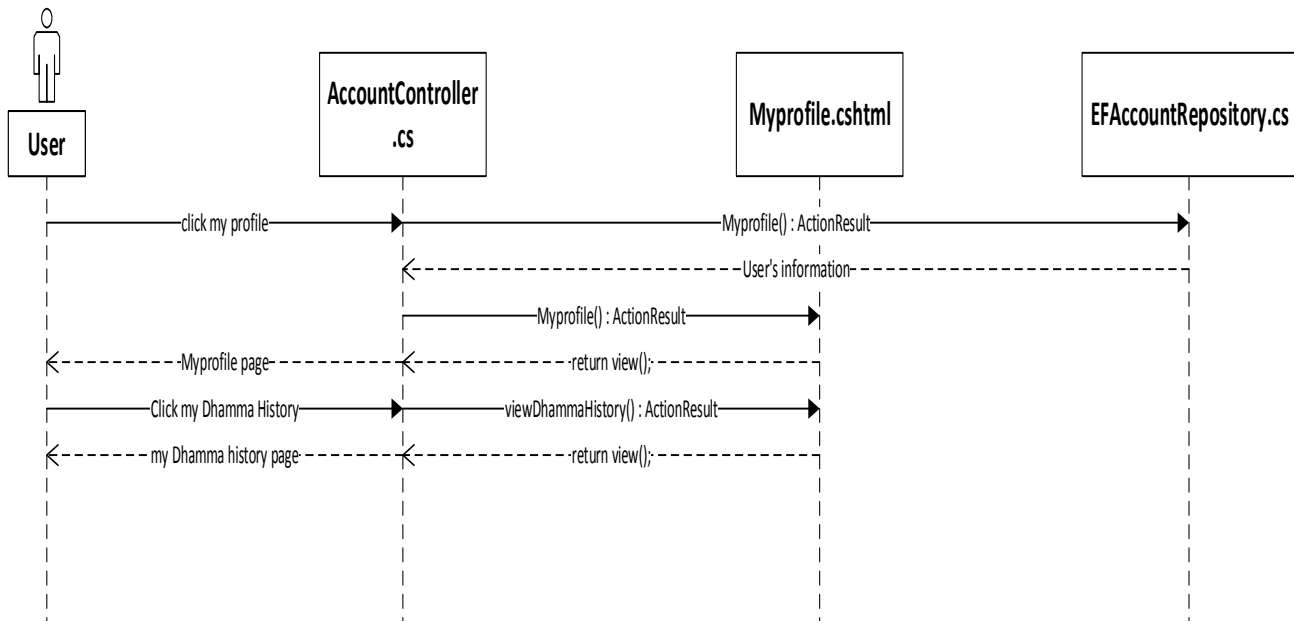 User
AccountController
.cs
Myprofile.cshtml
EFAccountRepository.cs
click my profile
Myprofile() : ActionResult
User's information
Myprofile() : ActionResult
Myprofile page
return view();
Click my Dhamma History
viewDhammaHistory() : ActionResult
my Dhamma history page
return view();